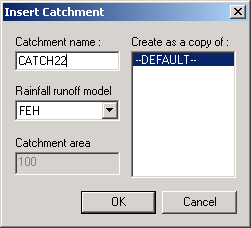 Insert Catchment
Catchment name :
CATCH22
Create as a copy of :
--DEFAULT--
Rainfall runoff model
FEH
Catchment area
100
OK
Cancel